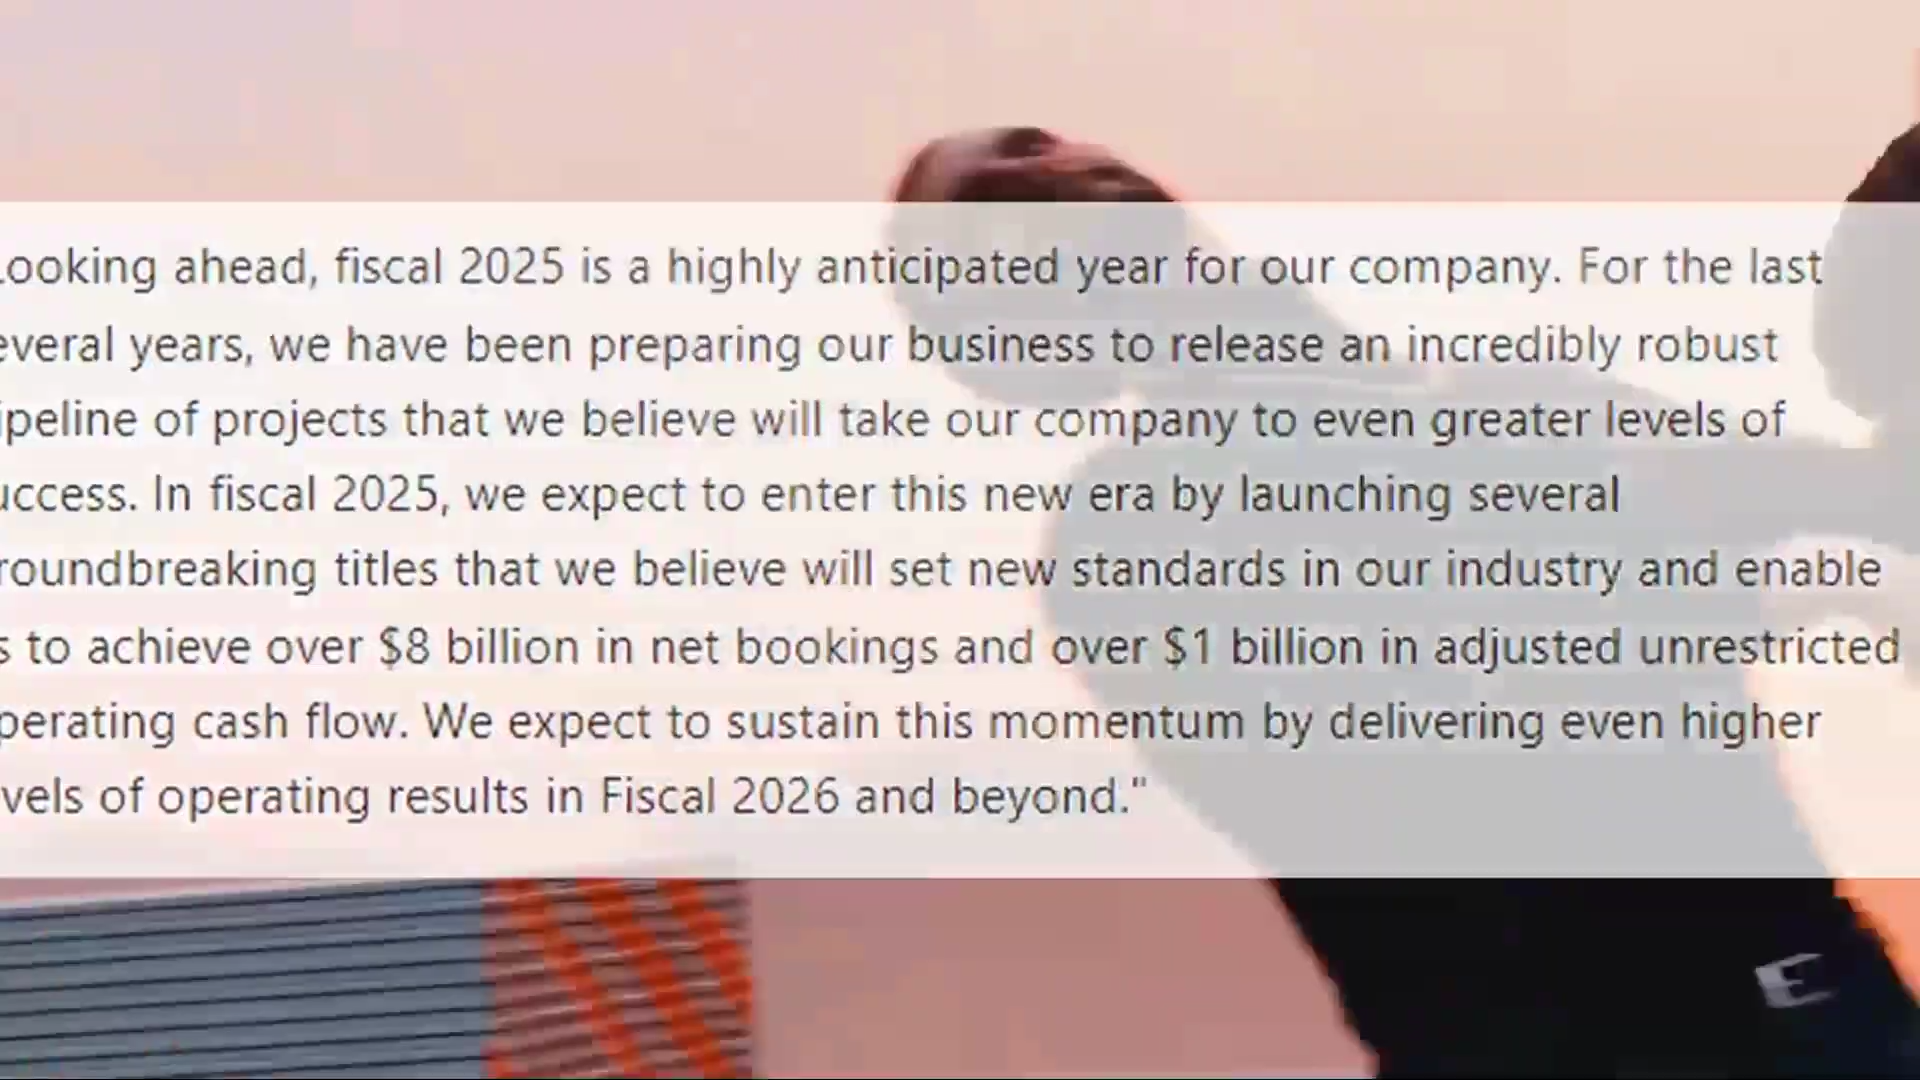 Looking ahead, fiscal 2025 is a highly anticipated year for our company. For the last
everal years, we have been preparing our business to release an incredibly robust
ipeline of projects that we believe will take our company to even greater levels of
uccess. In fiscal 2025, we expect to enter this new era by launching several
roundbreaking titles that we believe will set new standards in our industry and enable
s to achieve over $8 billion in net bookings and over $1 billion in adjusted unrestricted
perating cash flow. We expect to sustain this momentum by delivering even higher
vels of operating results in Fiscal 2026 and beyond."